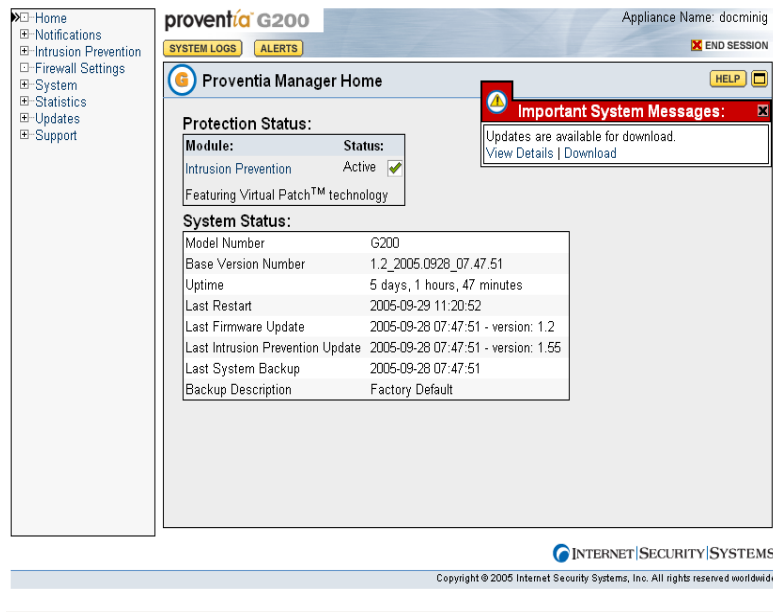 Home
Notifications
Intrusion Prevention
Firewall Settings
System
Statistics
Updates
Support
proventia G200
Appliance Name: docminig
SYSTEM LOGS
ALERTS
END SESSION
G
Proventia Manager Home
HELP
Important System Messages:
Updates are available for download.
View Details | Download
Protection Status:
Module: Status:
Intrusion Prevention Active
Featuring Virtual Patch™ technology
System Status:
Model Number G200
Base Version Number 1.2_2005.0928_07.47.51
Uptime 5 days, 1 hours, 47 minutes
Last Restart 2005-09-29 11:20:52
Last Firmware Update 2005-09-28 07:47:51 - version: 1.2
Last Intrusion Prevention Update 2005-09-28 07:47:51 - version: 1.55
Last System Backup 2005-09-28 07:47:51
Backup Description Factory Default
INTERNET|SECURITY|SYSTEMS
Copyright © 2005 Internet Security Systems, Inc. All rights reserved worldwide